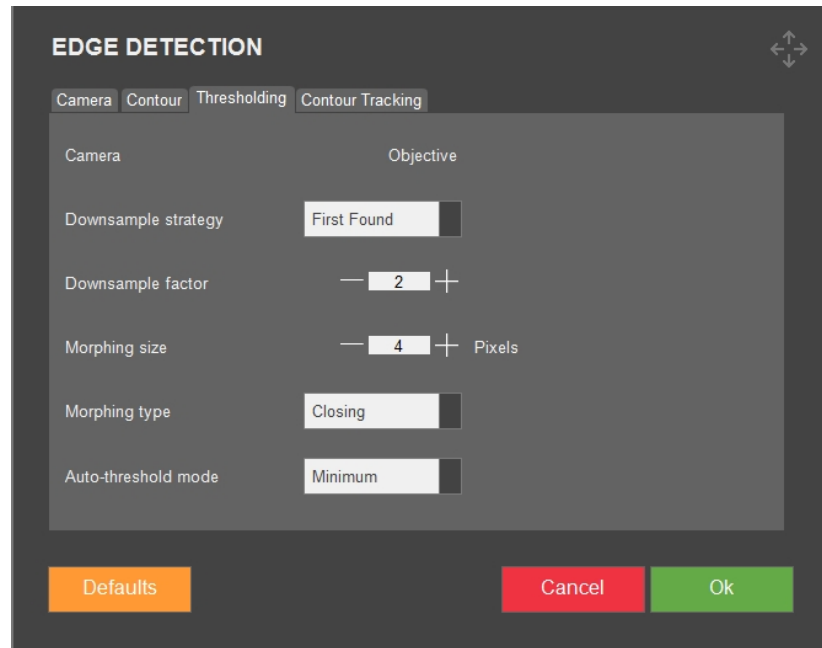 EDGE DETECTION
Camera Contour Thresholding Contour Tracking
Camera Objective
Downsample strategy First Found
Downsample factor 2
Morphing size 4 Pixels
Morphing type Closing
Auto-threshold mode Minimum
Defaults Cancel Ok